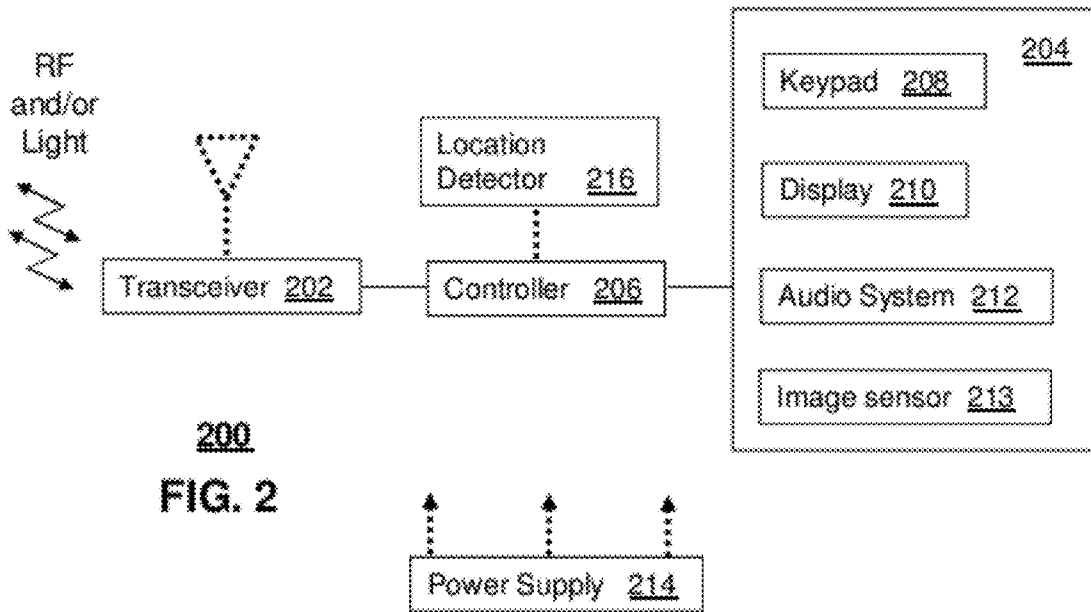 RF
and/or
Light
204
Keypad 208
Location
Detector 216
Display 210
Transceiver 202
Controller 206
Audio System 212
Image sensor 213
200
FIG. 2
Power Supply 214